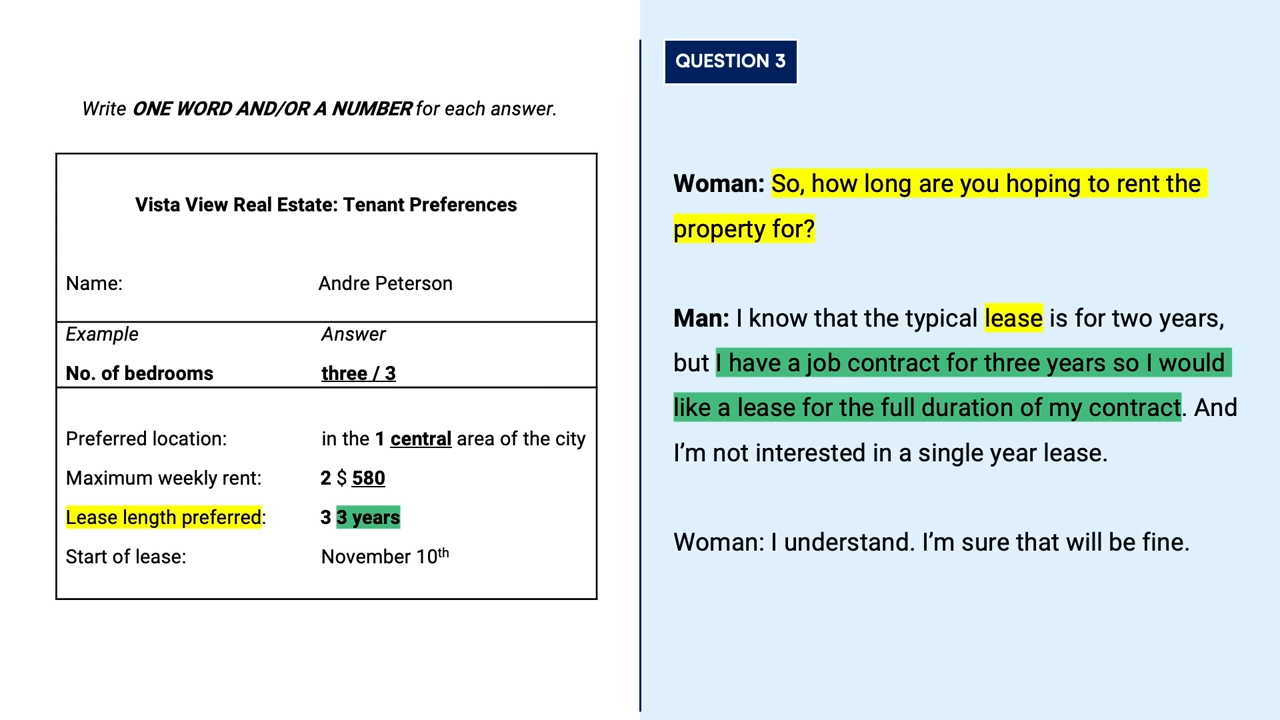 Write ONE WORD AND/OR A NUMBER for each answer.
Vista View Real Estate: Tenant Preferences
Name: Andre Peterson
Example Answer
No. of bedrooms three / 3
Preferred location: in the 1 central area of the city
Maximum weekly rent: 2 $ 580
Lease length preferred: 3 3 years
Start of lease: November 10th
QUESTION 3
Woman: So, how long are you hoping to rent the
property for?
Man: I know that the typical lease is for two years,
but I have a job contract for three years so I would
like a lease for the full duration of my contract. And
I’m not interested in a single year lease.
Woman: I understand. I’m sure that will be fine.